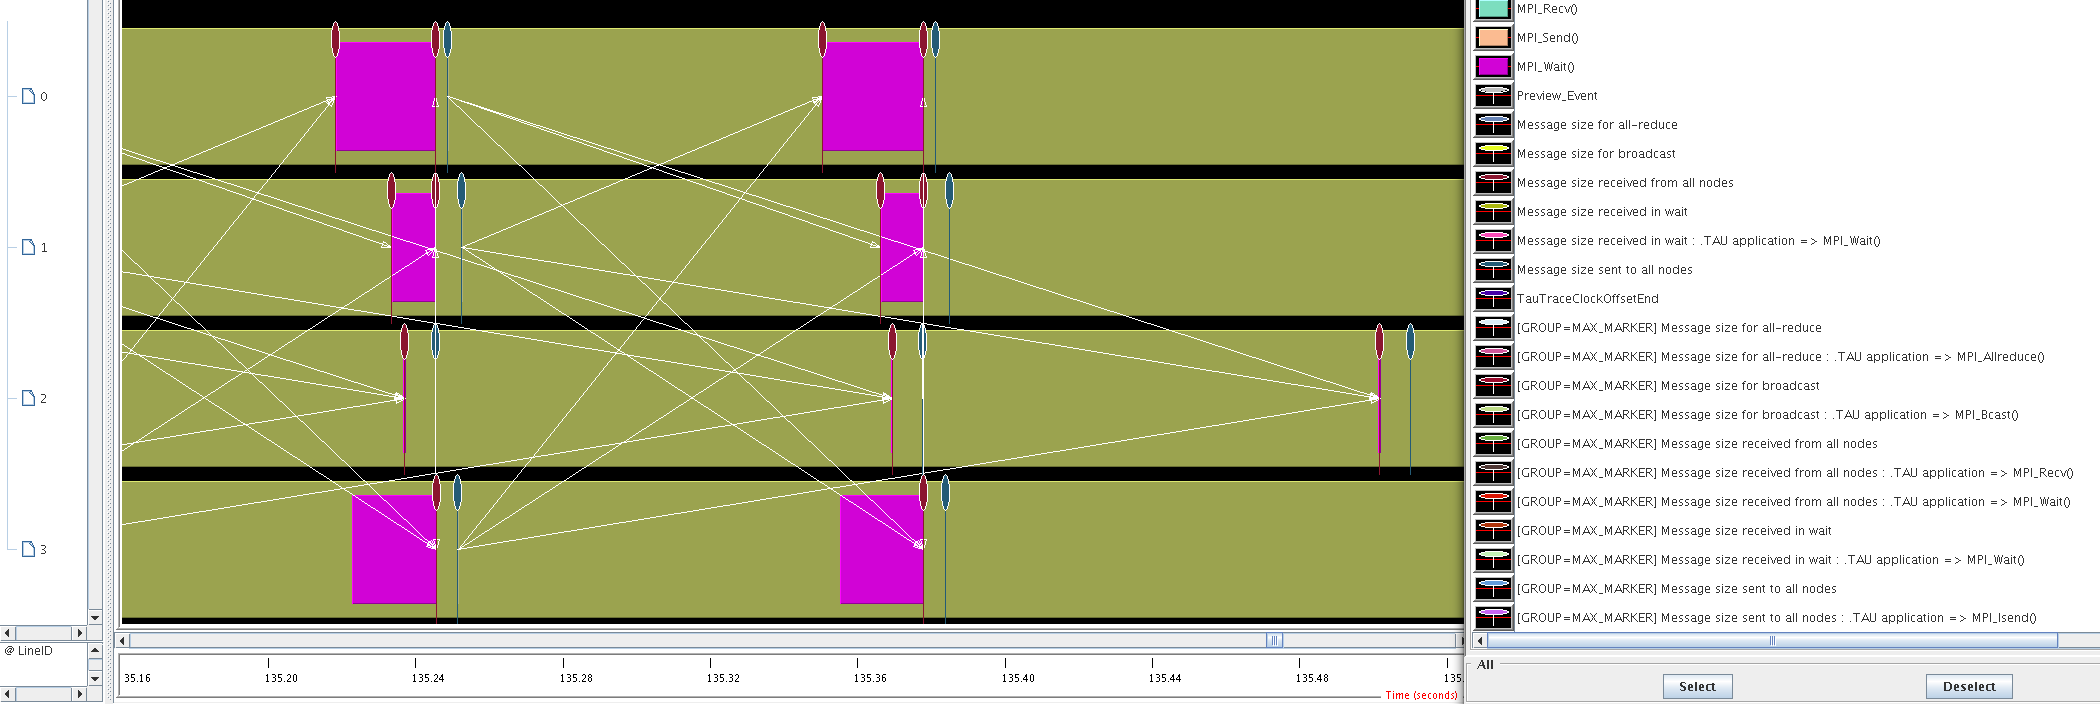 0
1
2
3
@ LineID
35.16
135.20
135.24
135.28
135.32
135.36
135.40
135.44
135.48
135.
Time (seconds)
MPI_Recv()
MPI_Send()
MPI_Wait()
Preview_Event
Message size for all-reduce
Message size for broadcast
Message size received from all nodes
Message size received in wait
Message size received in wait : .TAU application => MPI_Wait()
Message size sent to all nodes
TauTraceClockOffsetEnd
[GROUP=MAX_MARKER] Message size for all-reduce
[GROUP=MAX_MARKER] Message size for all-reduce : .TAU application => MPI_Allreduce()
[GROUP=MAX_MARKER] Message size for broadcast
[GROUP=MAX_MARKER] Message size for broadcast : .TAU application => MPI_Bcast()
[GROUP=MAX_MARKER] Message size received from all nodes
[GROUP=MAX_MARKER] Message size received from all nodes : .TAU application => MPI_Recv()
[GROUP=MAX_MARKER] Message size received from all nodes : .TAU application => MPI_Wait()
[GROUP=MAX_MARKER] Message size received in wait
[GROUP=MAX_MARKER] Message size received in wait : .TAU application => MPI_Wait()
[GROUP=MAX_MARKER] Message size sent to all nodes
[GROUP=MAX_MARKER] Message size sent to all nodes : .TAU application => MPI_Isend()
All
Select
Deselect